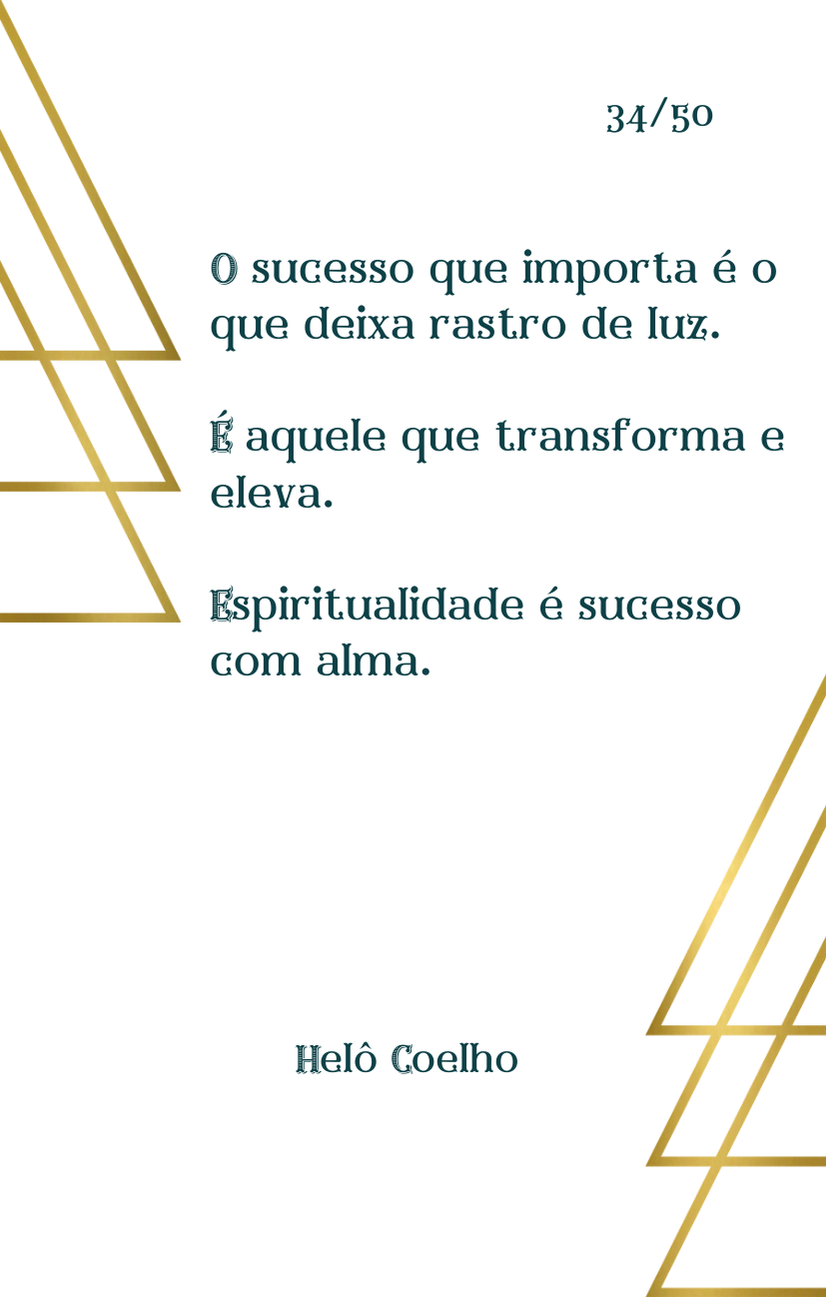 34/50
O sucesso que importa é o
que deixa rastro de luz.
É aquele que transforma e
eleva.
Espiritualidade é sucesso
com alma.
Helô Coelho